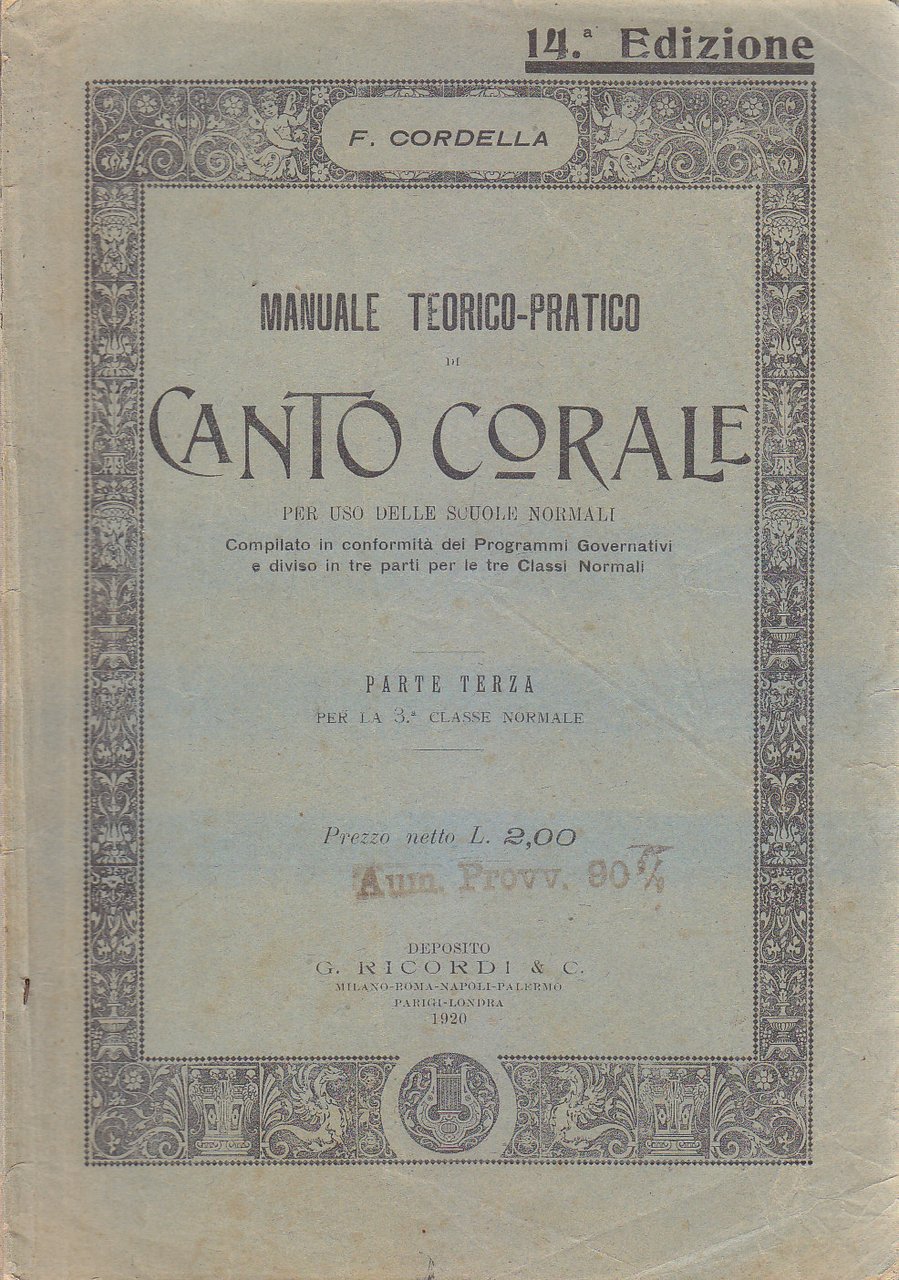 14.ª Edizione
F. CORDELLA
MANUALE TEORICO-PRATICO
DI
CANTO CORALE
PER USO DELLE SCUOLE NORMALI
Compilato in conformità dei Programmi Governativi
e diviso in tre parti per le tre Classi Normali
PARTE TERZA
PER LA 3.ª CLASSE NORMALE
Prezzo netto L. 2,00
Aum. Provv. 90 %
DEPOSITO
G. RICORDI & C.
MILANO-ROMA-NAPOLI-PALERMO
PARIGI-LONDRA
1920